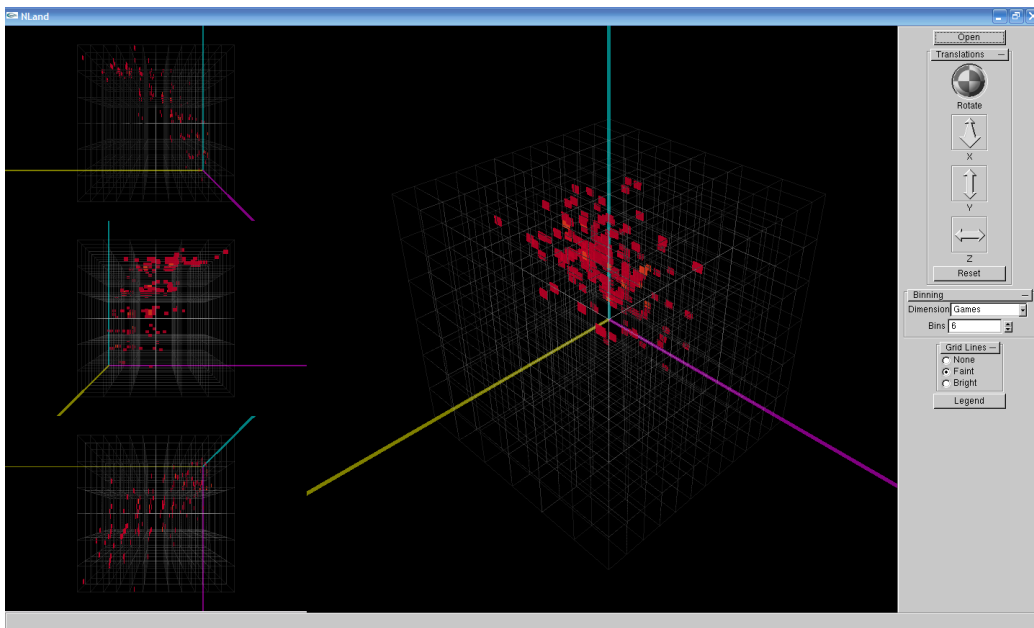 NLand
Open
Translations
Rotate
X
Y
Z
Reset
Binning
Dimension Games
Bins 6
Grid Lines
None
Faint
Bright
Legend